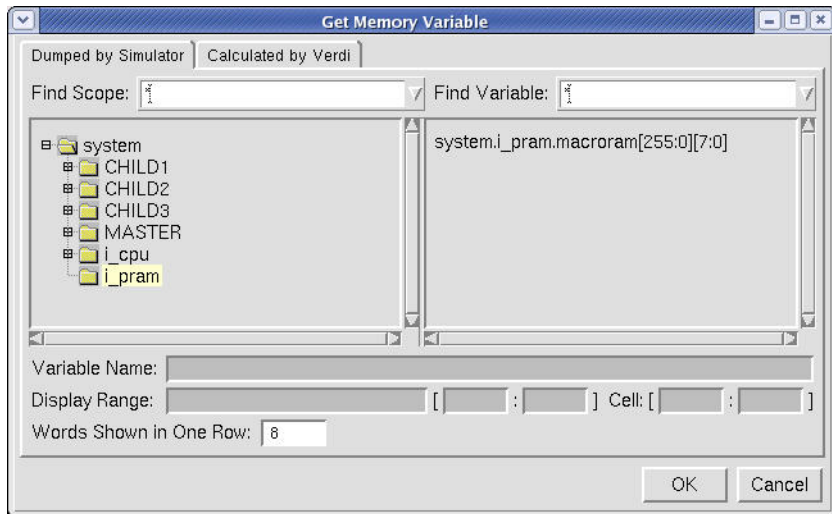 Get Memory Variable
Dumped by Simulator Calculated by Verdi
Find Scope: * Find Variable: *
system
system.i_pram.macroram[255:0][7:0]
CHILD1
CHILD2
CHILD3
MASTER
i_cpu
i_pram
Variable Name:
Display Range: [ : ] Cell: [ : ]
Words Shown in One Row: 8
OK Cancel